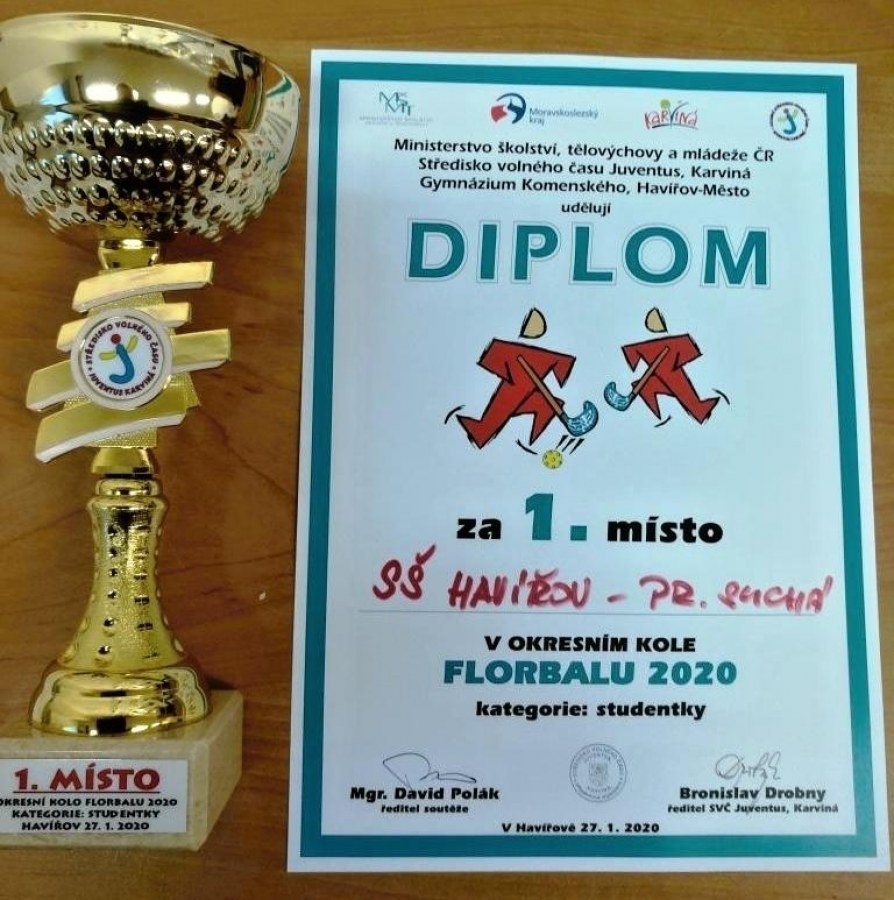 Moravskoslezský
kraj
KARVINÁ
Ministerstvo školství, tělovýchovy a mládeže ČR
Středisko volného času Juventus, Karviná
Gymnázium Komenského, Havířov-Město
udělují
DIPLOM
za 1. místo
SŠ HAVÍŘOV - PR. SUCHÁ
V OKRESNÍM KOLE
FLORBALU 2020
kategorie: studentky
Mgr. David Polák
ředitel soutěže
Bronislav Drobny
ředitel SVČ Juventus, Karviná
V Havířově 27. 1. 2020
STŘEDISKO VOLNÉHO ČASU
JUVENTUS KARVINÁ
1. MÍSTO
OKRESNÍ KOLO FLORBALU 2020
KATEGORIE: STUDENTKY
HAVÍŘOV 27. 1. 2020